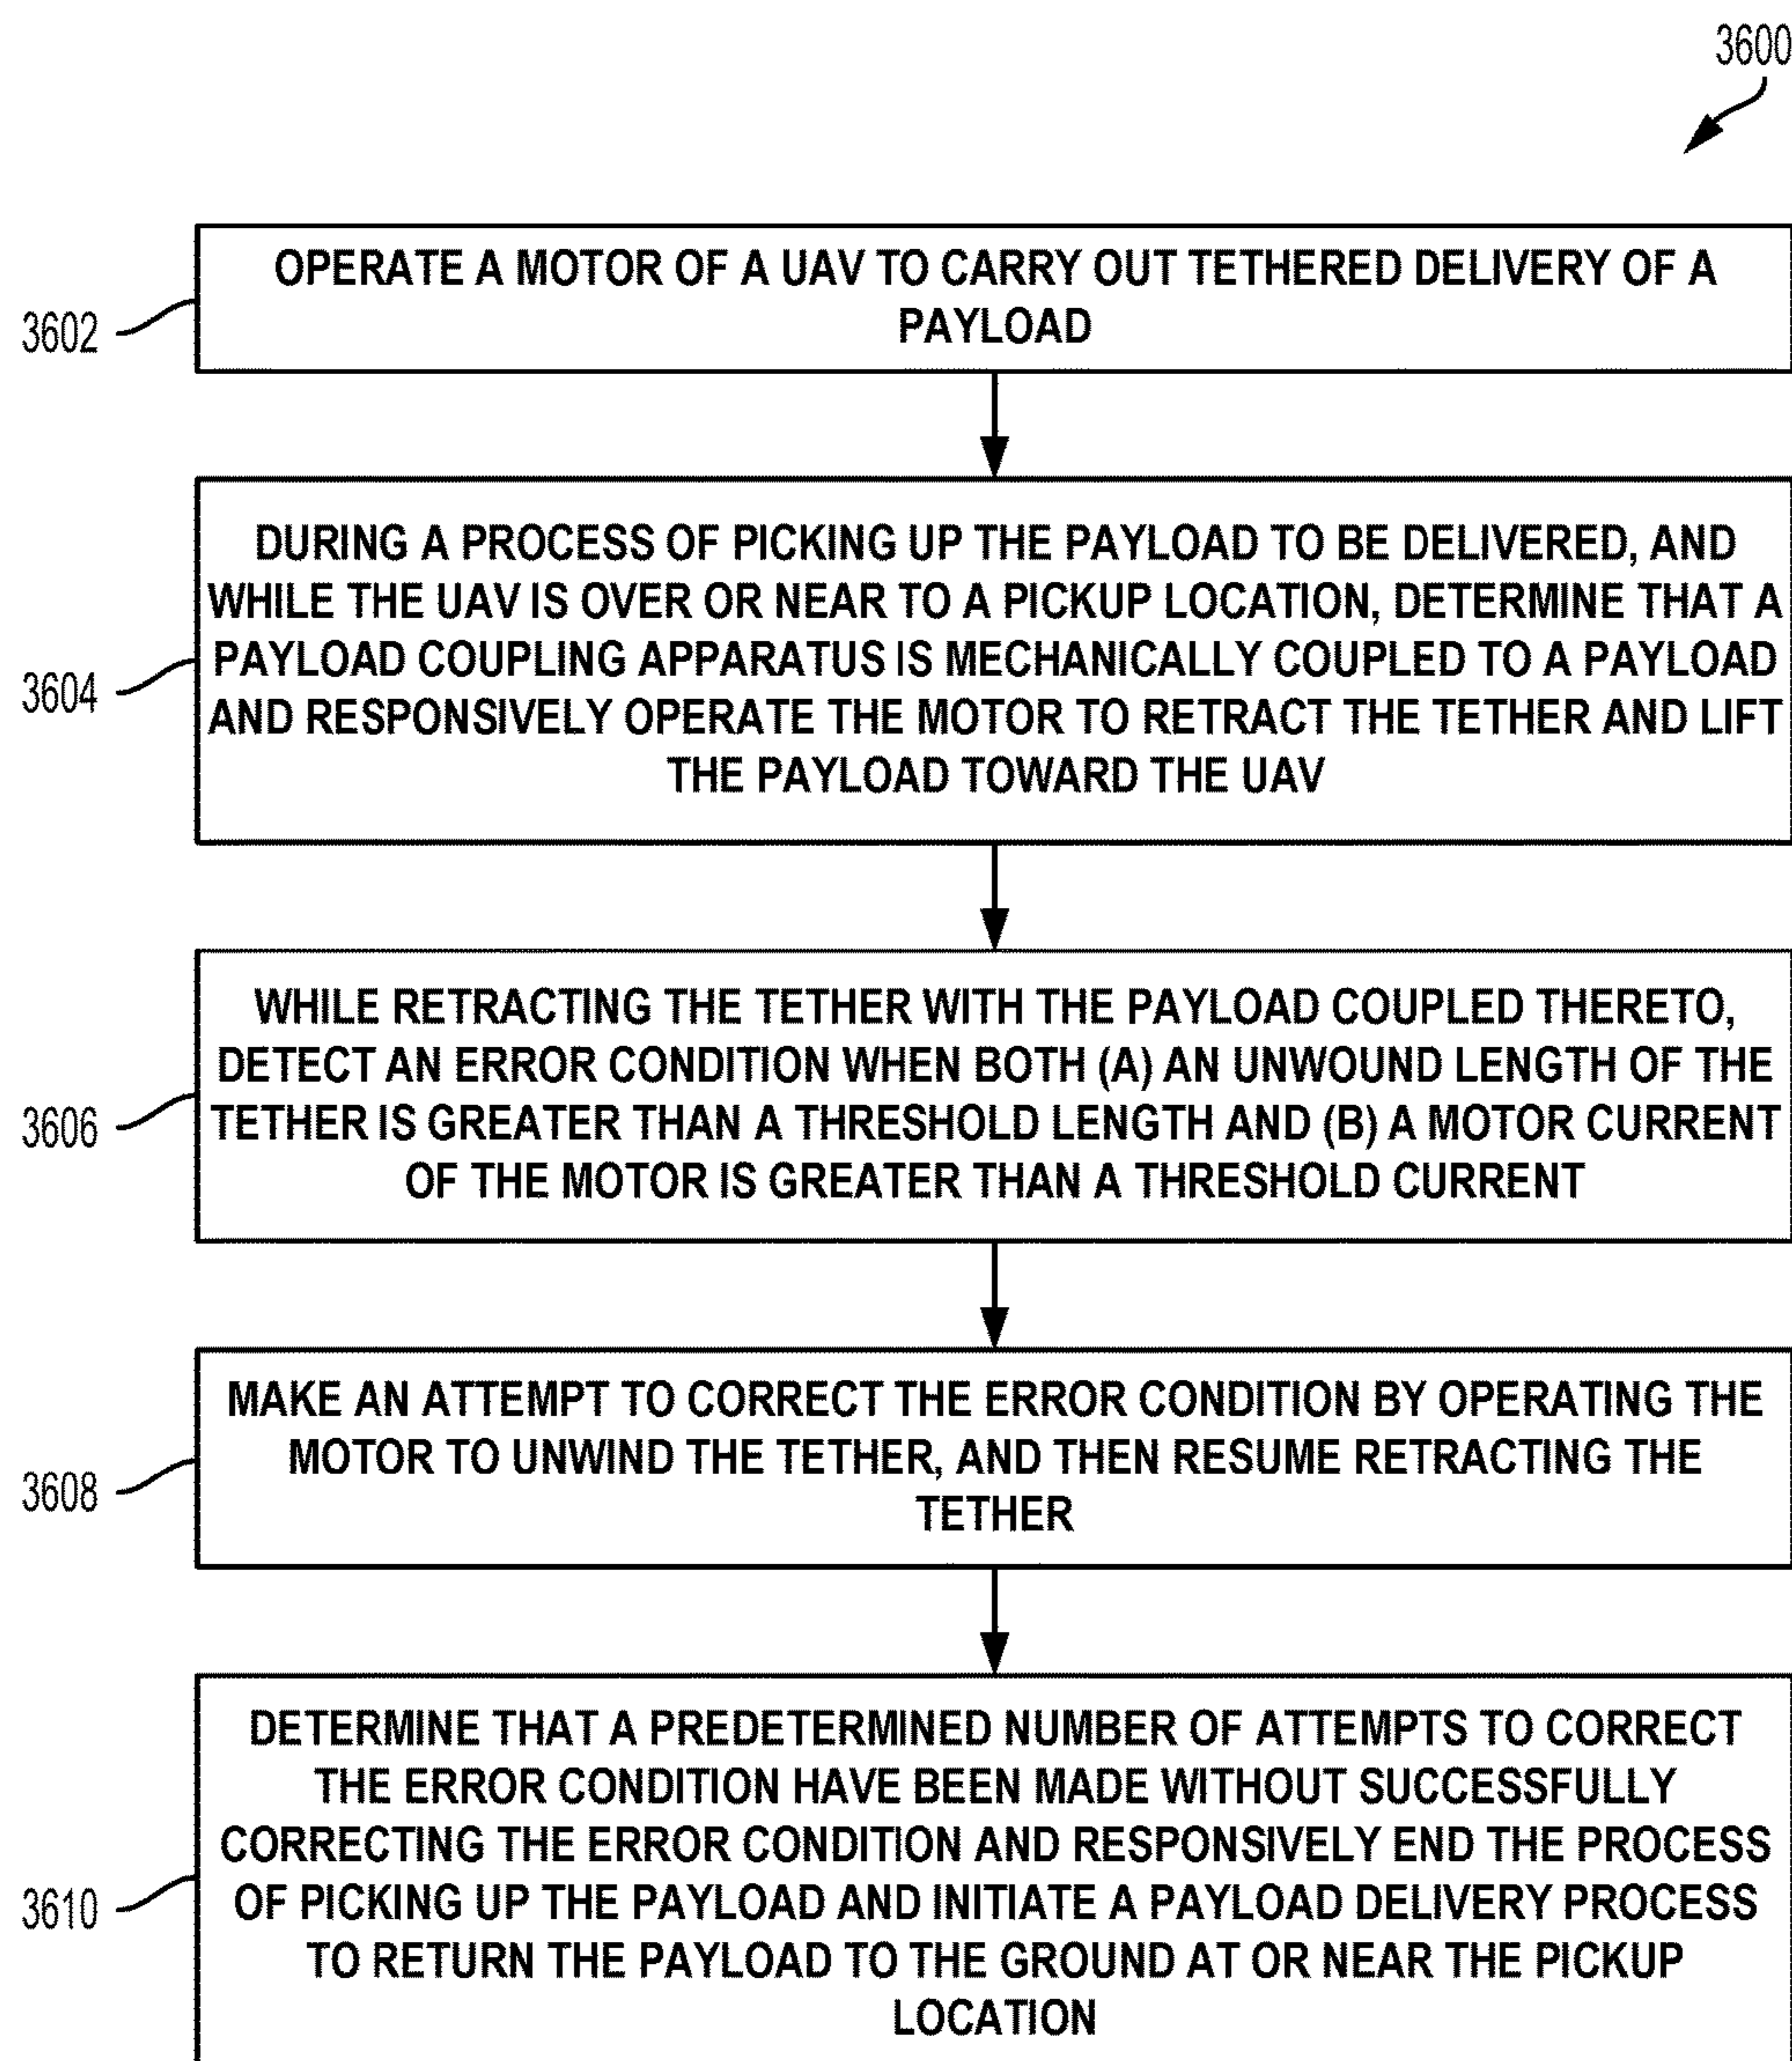 3600
OPERATE A MOTOR OF A UAV TO CARRY OUT TETHERED DELIVERY OF A
PAYLOAD
3602
DURING A PROCESS OF PICKING UP THE PAYLOAD TO BE DELIVERED, AND
WHILE THE UAV IS OVER OR NEAR TO A PICKUP LOCATION, DETERMINE THAT A
PAYLOAD COUPLING APPARATUS IS MECHANICALLY COUPLED TO A PAYLOAD
AND RESPONSIVELY OPERATE THE MOTOR TO RETRACT THE TETHER AND LIFT
THE PAYLOAD TOWARD THE UAV
3604
WHILE RETRACTING THE TETHER WITH THE PAYLOAD COUPLED THERETO,
DETECT AN ERROR CONDITION WHEN BOTH (A) AN UNWOUND LENGTH OF THE
TETHER IS GREATER THAN A THRESHOLD LENGTH AND (B) A MOTOR CURRENT
OF THE MOTOR IS GREATER THAN A THRESHOLD CURRENT
3606
MAKE AN ATTEMPT TO CORRECT THE ERROR CONDITION BY OPERATING THE
MOTOR TO UNWIND THE TETHER, AND THEN RESUME RETRACTING THE
TETHER
3608
DETERMINE THAT A PREDETERMINED NUMBER OF ATTEMPTS TO CORRECT
THE ERROR CONDITION HAVE BEEN MADE WITHOUT SUCCESSFULLY
CORRECTING THE ERROR CONDITION AND RESPONSIVELY END THE PROCESS
OF PICKING UP THE PAYLOAD AND INITIATE A PAYLOAD DELIVERY PROCESS
TO RETURN THE PAYLOAD TO THE GROUND AT OR NEAR THE PICKUP
LOCATION
3610